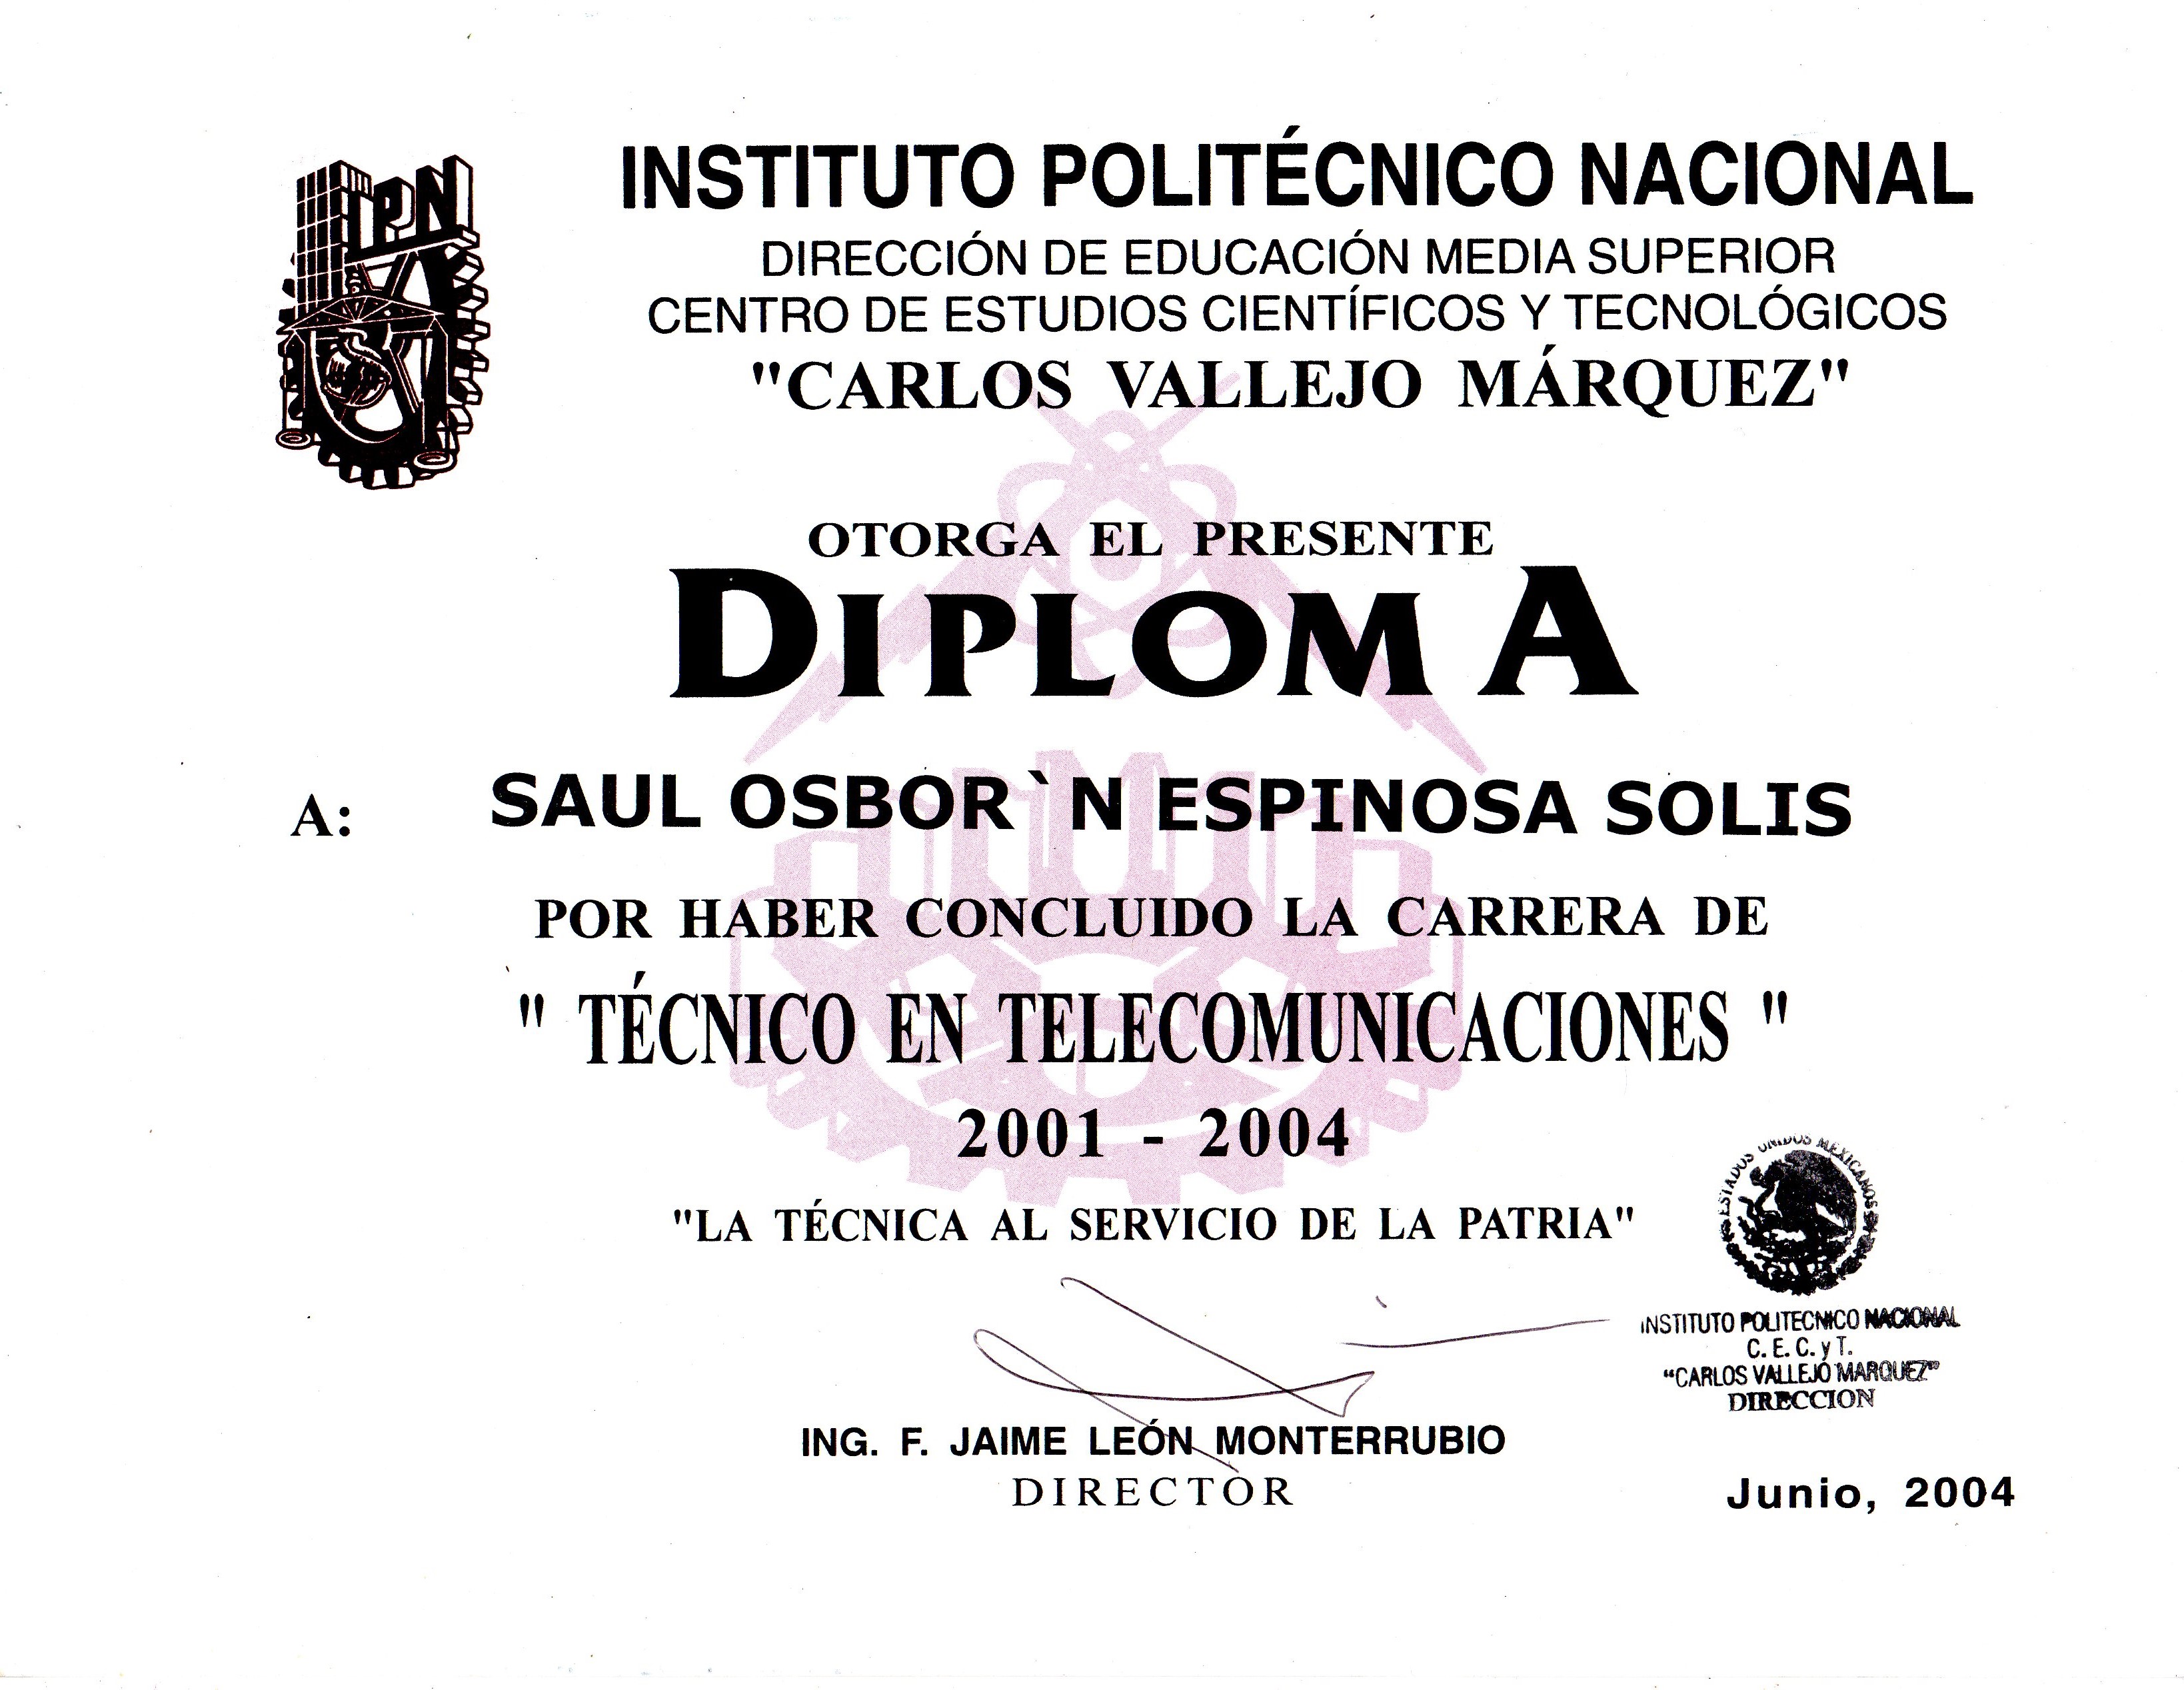 IPN
INSTITUTO POLITÉCNICO NACIONAL
DIRECCIÓN DE EDUCACIÓN MEDIA SUPERIOR
CENTRO DE ESTUDIOS CIENTÍFICOS Y TECNOLÓGICOS
"CARLOS VALLEJO MÁRQUEZ"
OTORGA EL PRESENTE
DIPLOMA
A: SAUL OSBOR`N ESPINOSA SOLIS
POR HABER CONCLUIDO LA CARRERA DE
" TÉCNICO EN TELECOMUNICACIONES "
2001 - 2004
"LA TÉCNICA AL SERVICIO DE LA PATRIA"
ESTADOS UNIDOS MEXICANOS
INSTITUTO POLITECNICO NACIONAL
C. E. C. y T.
"CARLOS VALLEJO MARQUEZ"
DIRECCION
ING. F. JAIME LEÓN MONTERRUBIO
DIRECTOR
Junio, 2004